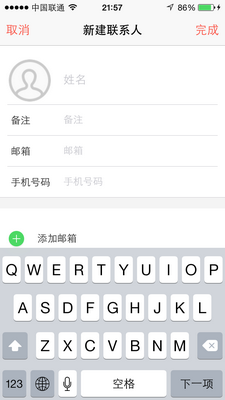 中国联通 21:57 86%
取消 新建联系人 完成
姓名
备注 备注
邮箱 邮箱
手机号码 手机号码
添加邮箱
Q W E R T Y U I O P
A S D F G H J K L
Z X C V B N M
123 空格 下一项